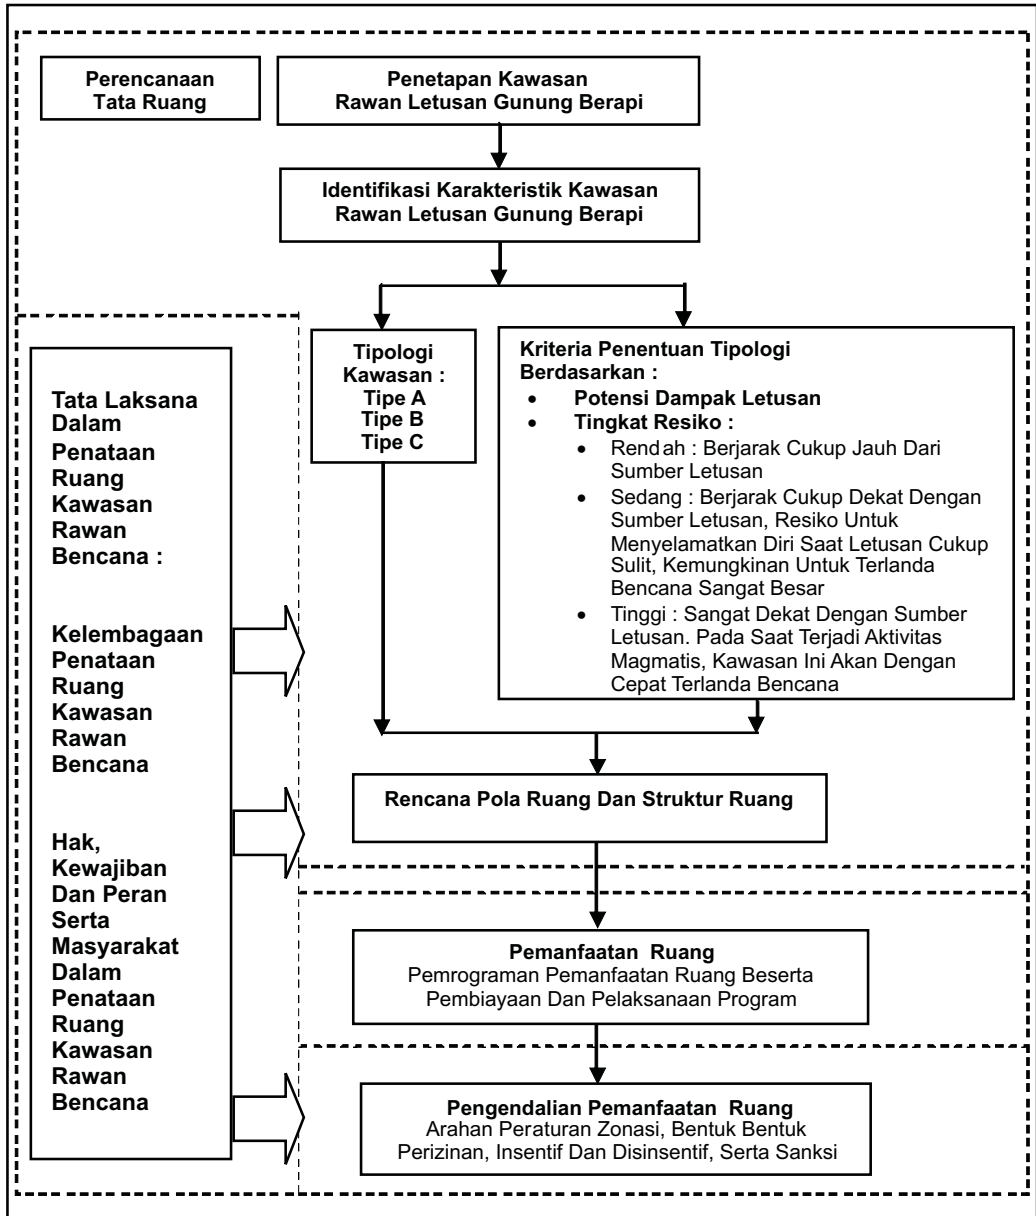 Perencanaan
Tata Ruang
Penetapan Kawasan
Rawan Letusan Gunung Berapi
Identifikasi Karakteristik Kawasan
Rawan Letusan Gunung Berapi
Tipologi
Kawasan :
Tipe A
Tipe B
Tipe C
Kriteria Penentuan Tipologi
Berdasarkan :
• Potensi Dampak Letusan
• Tingkat Resiko :
• Rendah : Berjarak Cukup Jauh Dari
Sumber Letusan
• Sedang : Berjarak Cukup Dekat Dengan
Sumber Letusan, Resiko Untuk
Menyelamatkan Diri Saat Letusan Cukup
Sulit, Kemungkinan Untuk Terlanda
Bencana Sangat Besar
• Tinggi : Sangat Dekat Dengan Sumber
Letusan. Pada Saat Terjadi Aktivitas
Magmatis, Kawasan Ini Akan Dengan
Cepat Terlanda Bencana
Tata Laksana
Dalam
Penataan
Ruang
Kawasan
Rawan
Bencana :
Kelembagaan
Penataan
Ruang
Kawasan
Rawan
Bencana
Hak,
Kewajiban
Dan Peran
Serta
Masyarakat
Dalam
Penataan
Ruang
Kawasan
Rawan
Bencana
Rencana Pola Ruang Dan Struktur Ruang
Pemanfaatan Ruang
Pemrograman Pemanfaatan Ruang Beserta
Pembiayaan Dan Pelaksanaan Program
Pengendalian Pemanfaatan Ruang
Arahan Peraturan Zonasi, Bentuk Bentuk
Perizinan, Insentif Dan Disinsentif, Serta Sanksi